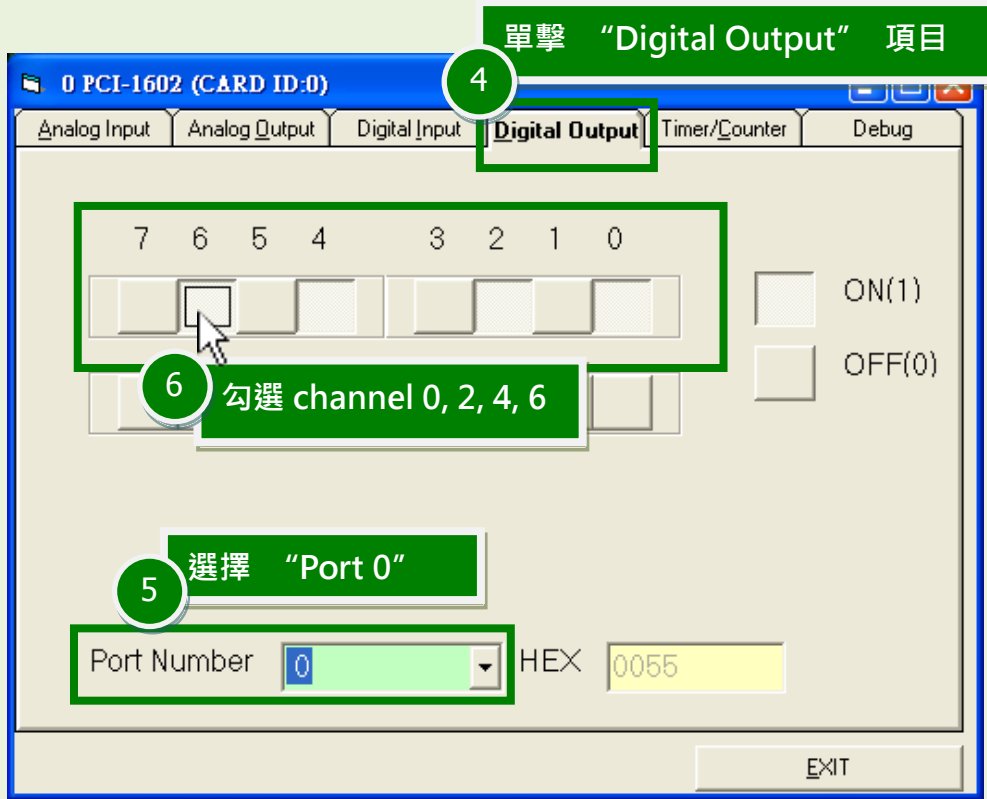 單擊 “Digital Output” 項目
4
0 PCI-1602 (CARD ID:0)
Analog Input Analog Output Digital Input Digital Output Timer/Counter Debug
7 6 5 4 3 2 1 0
ON(1)
OFF(0)
6 勾選 channel 0, 2, 4, 6
5 選擇 “Port 0”
Port Number 0 HEX 0055
EXIT